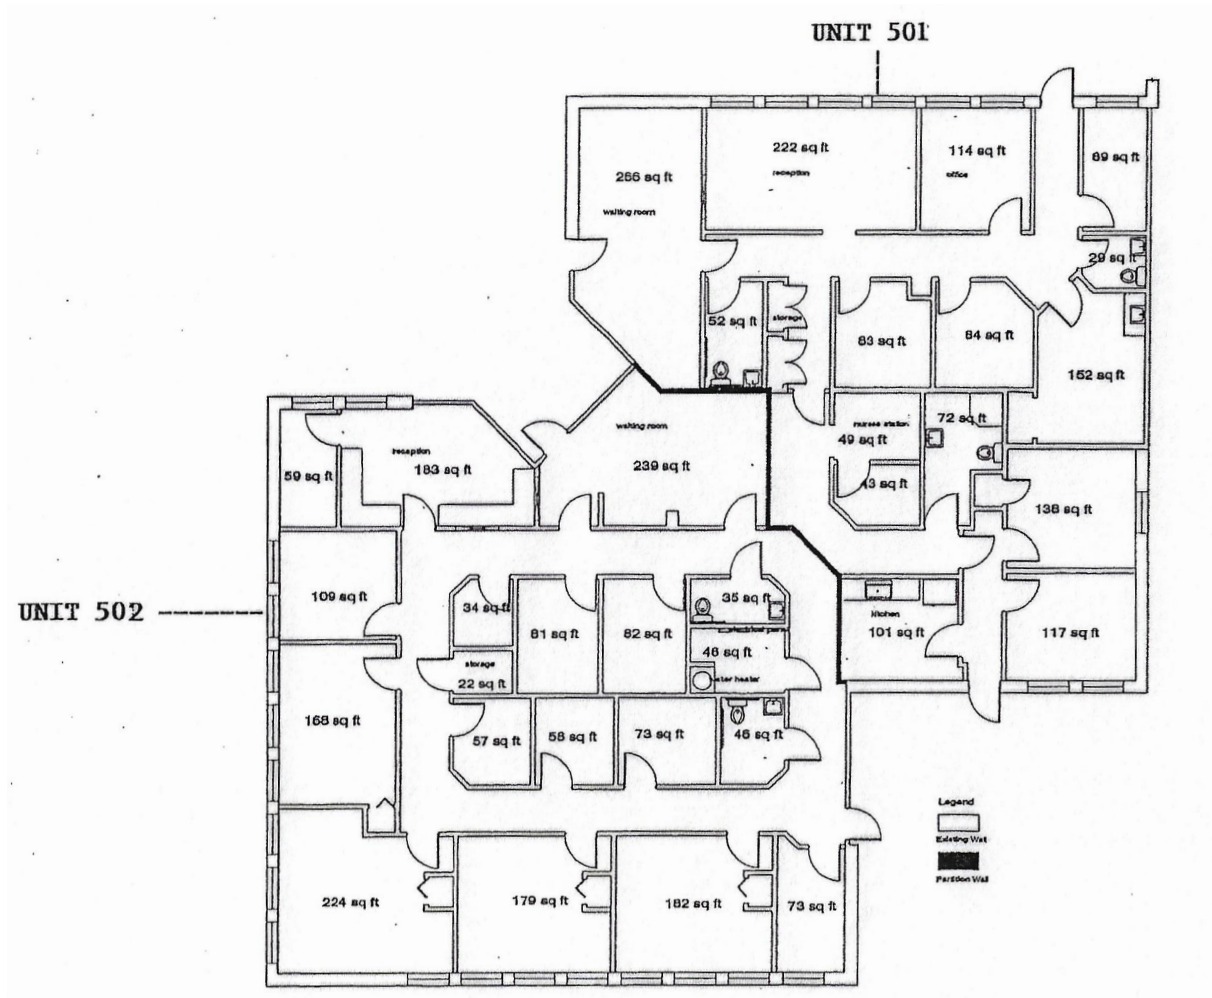 UNIT 501
222 sq ft
reception
114 sq ft
office
89 sq ft
266 sq ft
waiting room
29 sq ft
52 sq ft
storage
83 sq ft
84 sq ft
152 sq ft
waiting room
239 sq ft
nurses station
49 sq ft
72 sq ft
43 sq ft
reception
183 sq ft
59 sq ft
138 sq ft
UNIT 502
109 sq ft
34 sq ft
81 sq ft
82 sq ft
35 sq ft
46 sq ft
kitchen
101 sq ft
117 sq ft
storage
22 sq ft
168 sq ft
57 sq ft
58 sq ft
73 sq ft
46 sq ft
224 sq ft
179 sq ft
182 sq ft
73 sq ft
Legend
Existing Wall
Partition Wall